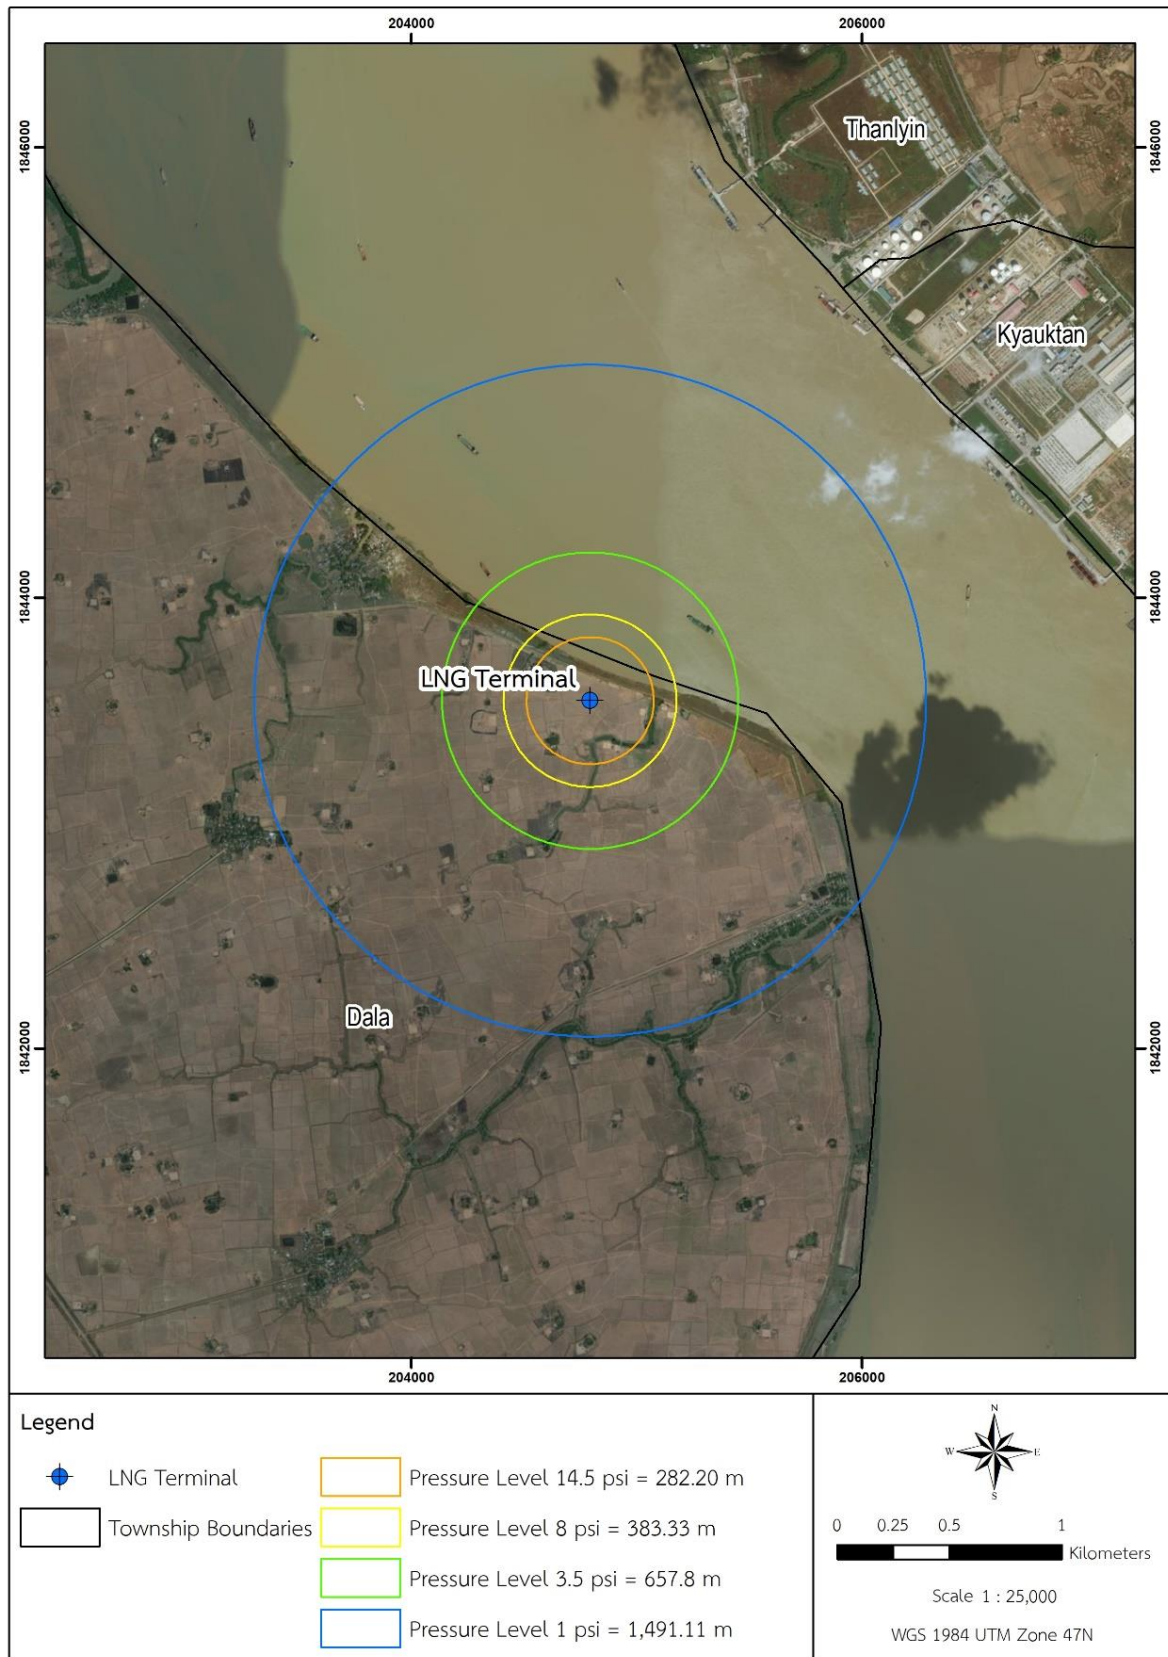 204000
206000
1846000
1846000
Thanlyin
Kyauktan
1844000
1844000
LNG Terminal
Dala
1842000
1842000
204000
206000
Legend
LNG Terminal
Township Boundaries
Pressure Level 14.5 psi = 282.20 m
Pressure Level 8 psi = 383.33 m
Pressure Level 3.5 psi = 657.8 m
Pressure Level 1 psi = 1,491.11 m
N
W
E
S
0 0.25 0.5 1
Kilometers
Scale 1 : 25,000
WGS 1984 UTM Zone 47N